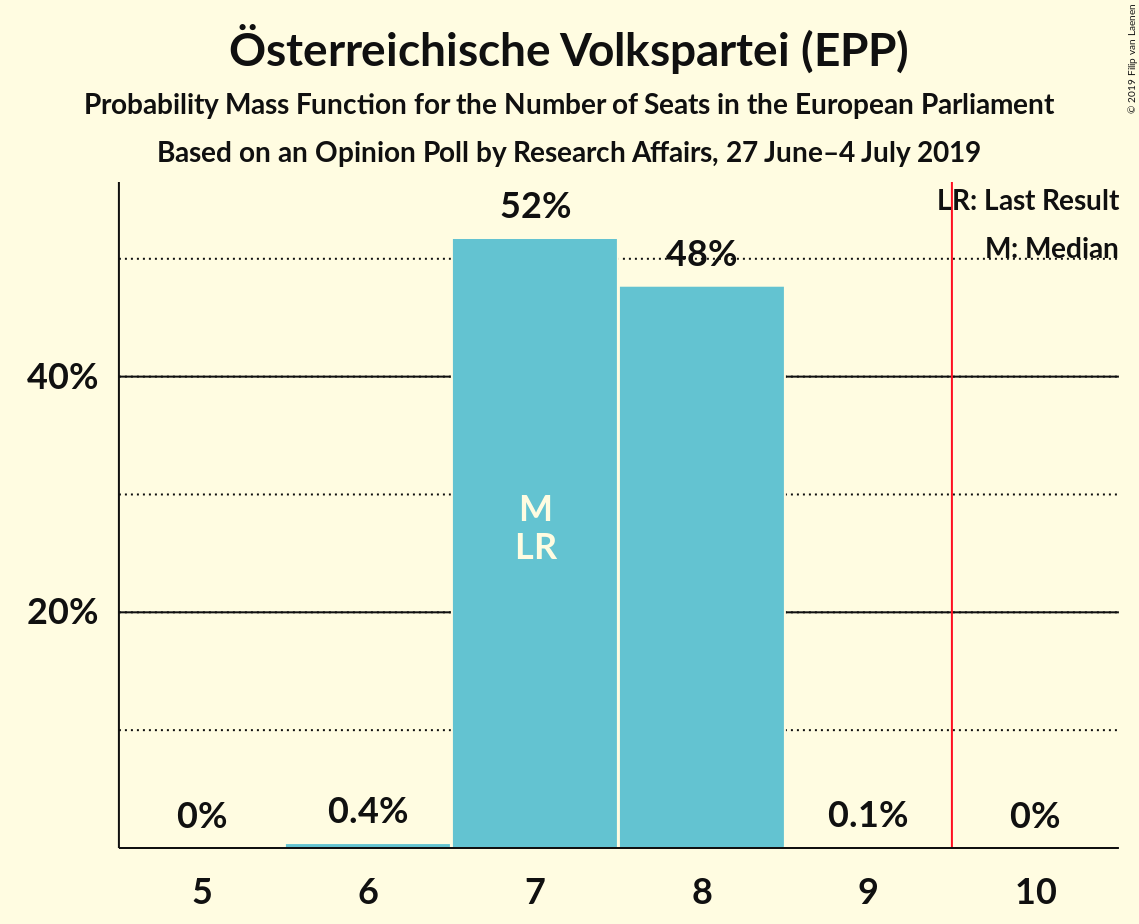 Österreichische Volkspartei (EPP)
Probability Mass Function for the Number of Seats in the European Parliament
Based on an Opinion Poll by Research Affairs, 27 June–4 July 2019
© 2019 Filip van Laenen
LR: Last Result
M: Median
52%
48%
40%
20%
M
LR
0%
0.4%
0.1%
0%
5
6
7
8
9
10